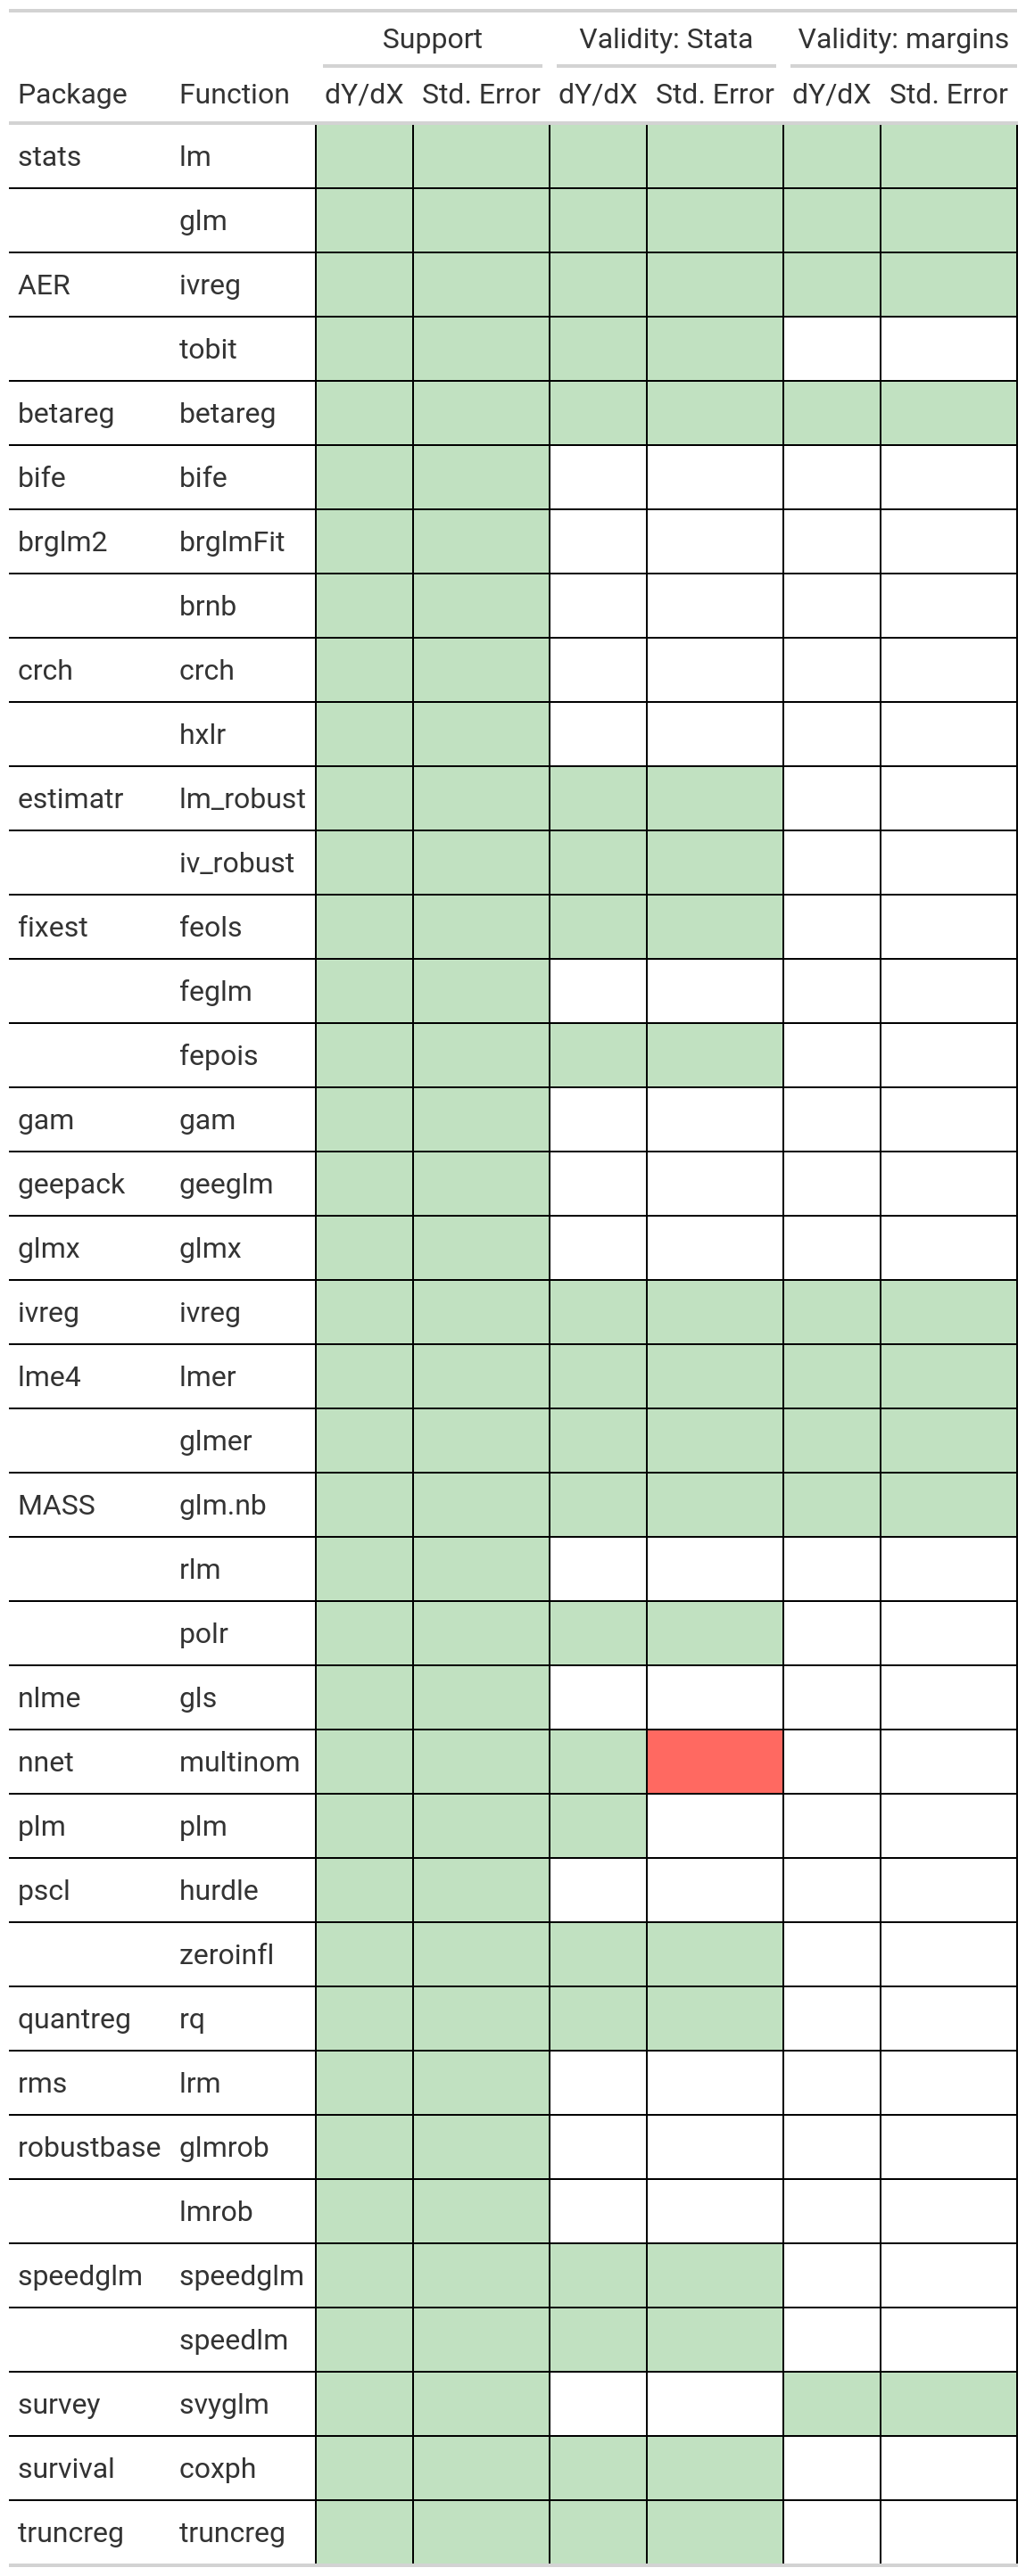 Support Validity: Stata Validity: margins
Package Function dY/dX Std. Error dY/dX Std. Error dY/dX Std. Error
stats lm
glm
AER ivreg
tobit
betareg betareg
bife bife
brglm2 brglmFit
brnb
crch crch
hxlr
estimatr lm_robust
iv_robust
fixest feols
feglm
fepois
gam gam
geepack geeglm
glmx glmx
ivreg ivreg
lme4 lmer
glmer
MASS glm.nb
rlm
polr
nlme gls
nnet multinom
plm plm
pscl hurdle
zeroinfl
quantreg rq
rms lrm
robustbase glmrob
lmrob
speedglm speedglm
speedlm
survey svyglm
survival coxph
truncreg truncreg